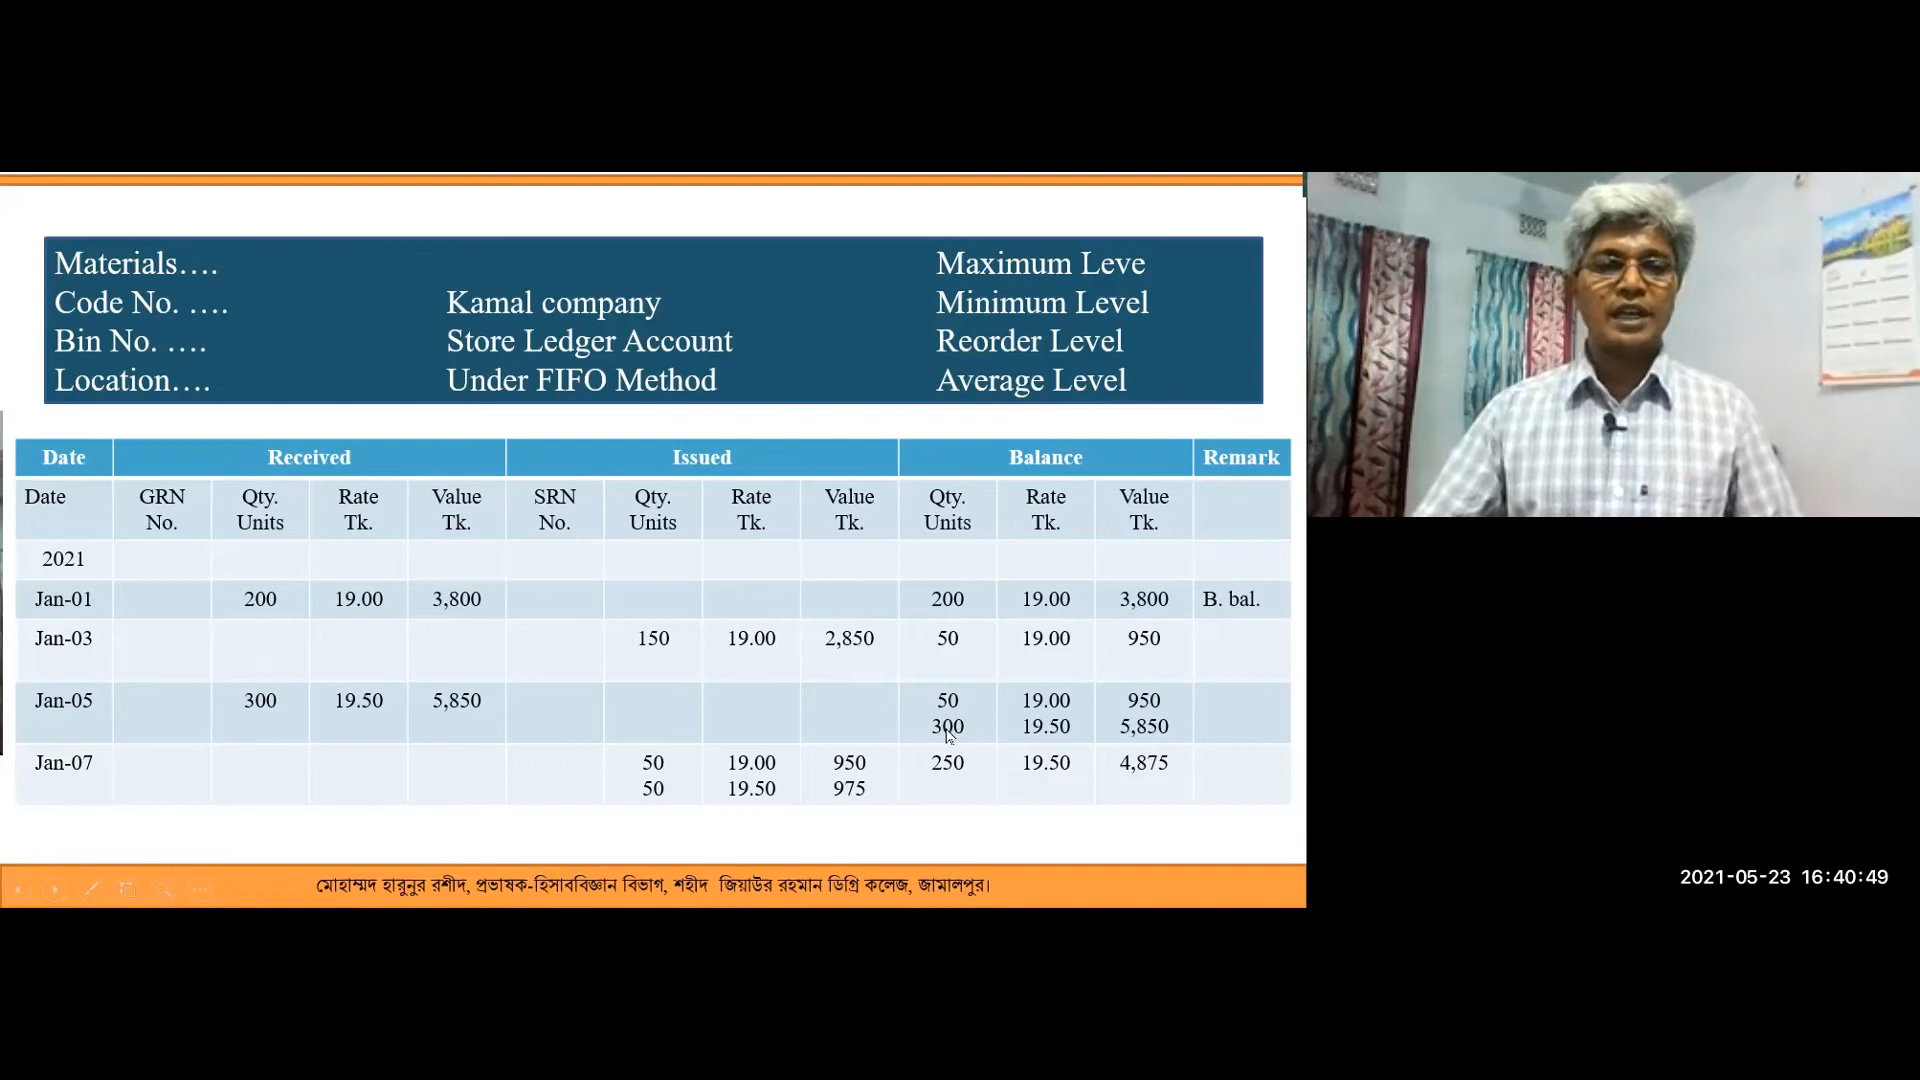 Materials….
Code No. ….
Bin No. ….
Location….
Kamal company
Store Ledger Account
Under FIFO Method
Maximum Leve
Minimum Level
Reorder Level
Average Level
Date Received Issued Balance Remark
Date GRN No. Qty. Units Rate Tk. Value Tk. SRN No. Qty. Units Rate Tk. Value Tk. Qty. Units Rate Tk. Value Tk.
2021
Jan-01 200 19.00 3,800 200 19.00 3,800 B. bal.
Jan-03 150 19.00 2,850 50 19.00 950
Jan-05 300 19.50 5,850 50 19.00 950
300 19.50 5,850
Jan-07 50 19.00 950 250 19.50 4,875
50 19.50 975
মোহাম্মদ হারুনুর রশীদ, প্রভাষক-হিসাববিজ্ঞান বিভাগ, শহীদ জিয়াউর রহমান ডিগ্রি কলেজ, জামালপুর।
2021-05-23 16:40:49